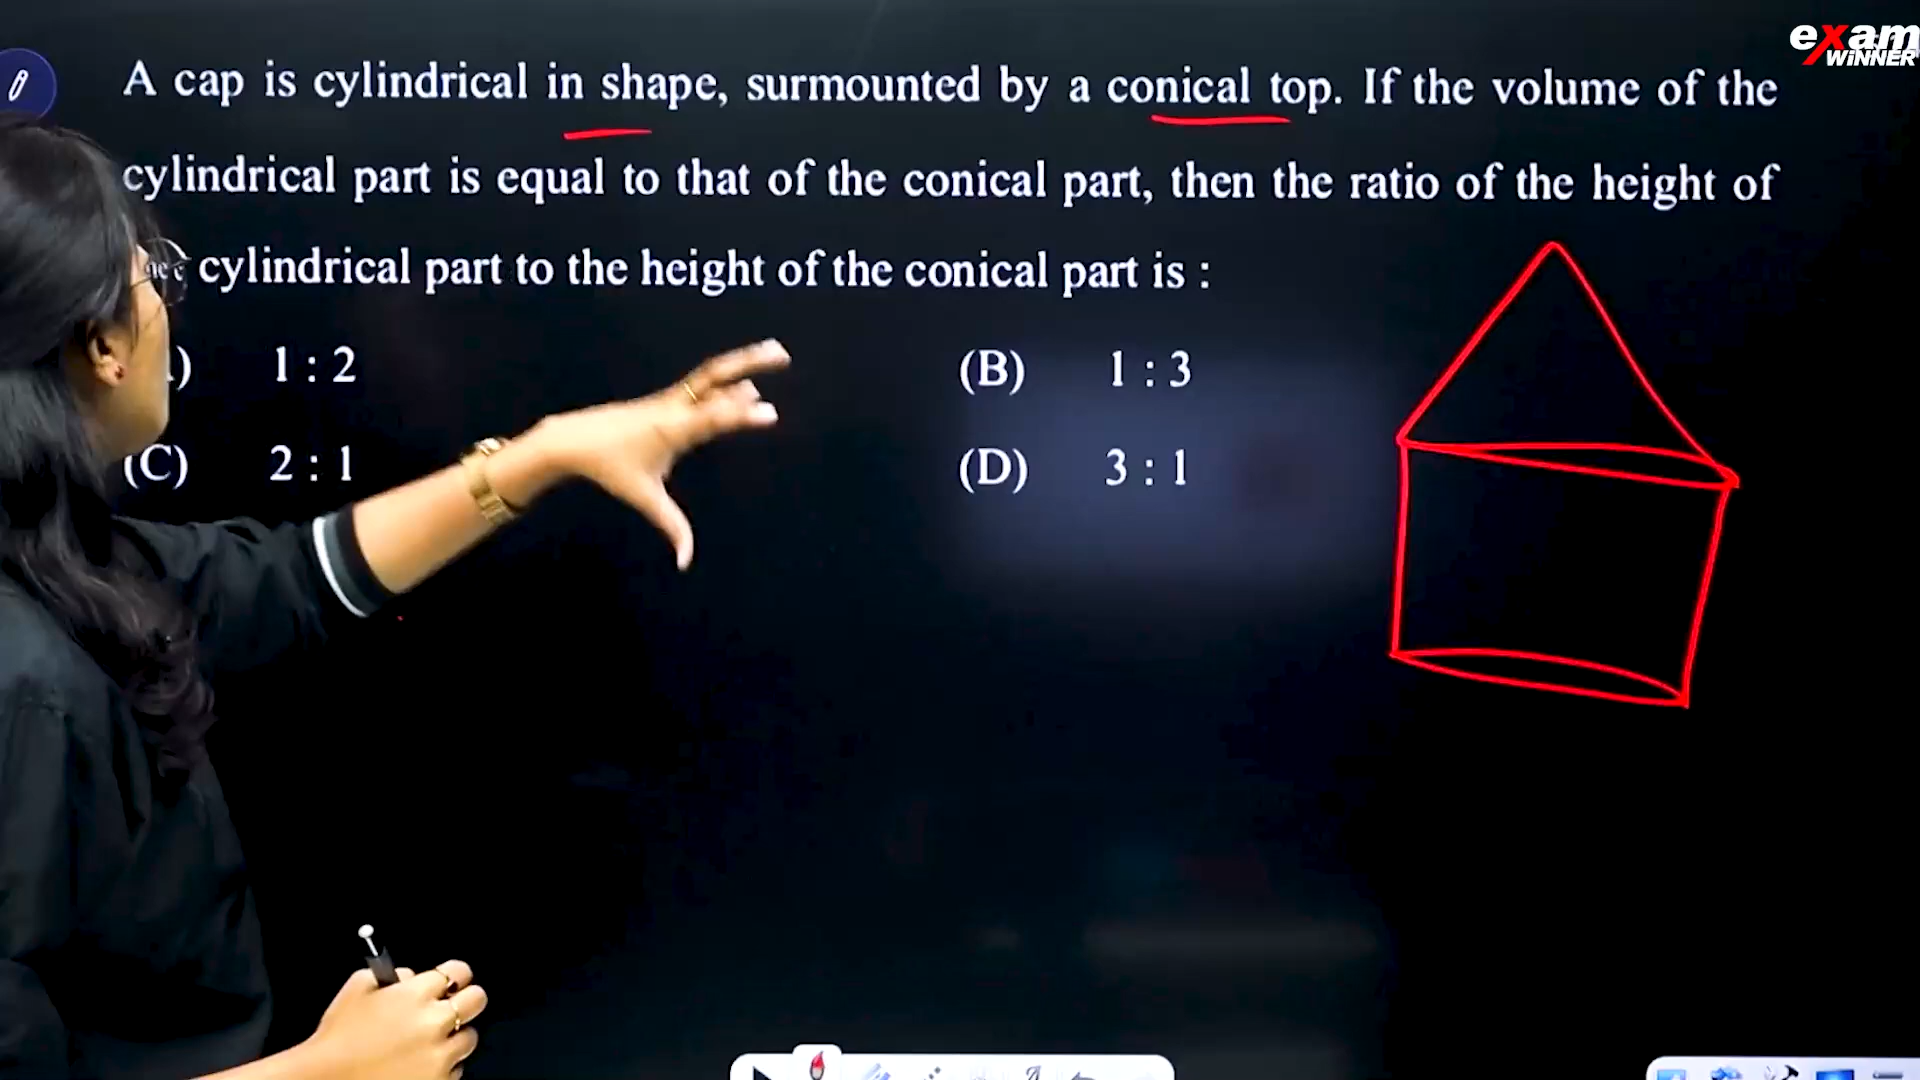 exam
WiNNER
A cap is cylindrical in shape, surmounted by a conical top. If the volume of the
cylindrical part is equal to that of the conical part, then the ratio of the height of
cylindrical part to the height of the conical part is :
1 : 2
(B) 1 : 3
(C) 2 : 1
(D) 3 : 1